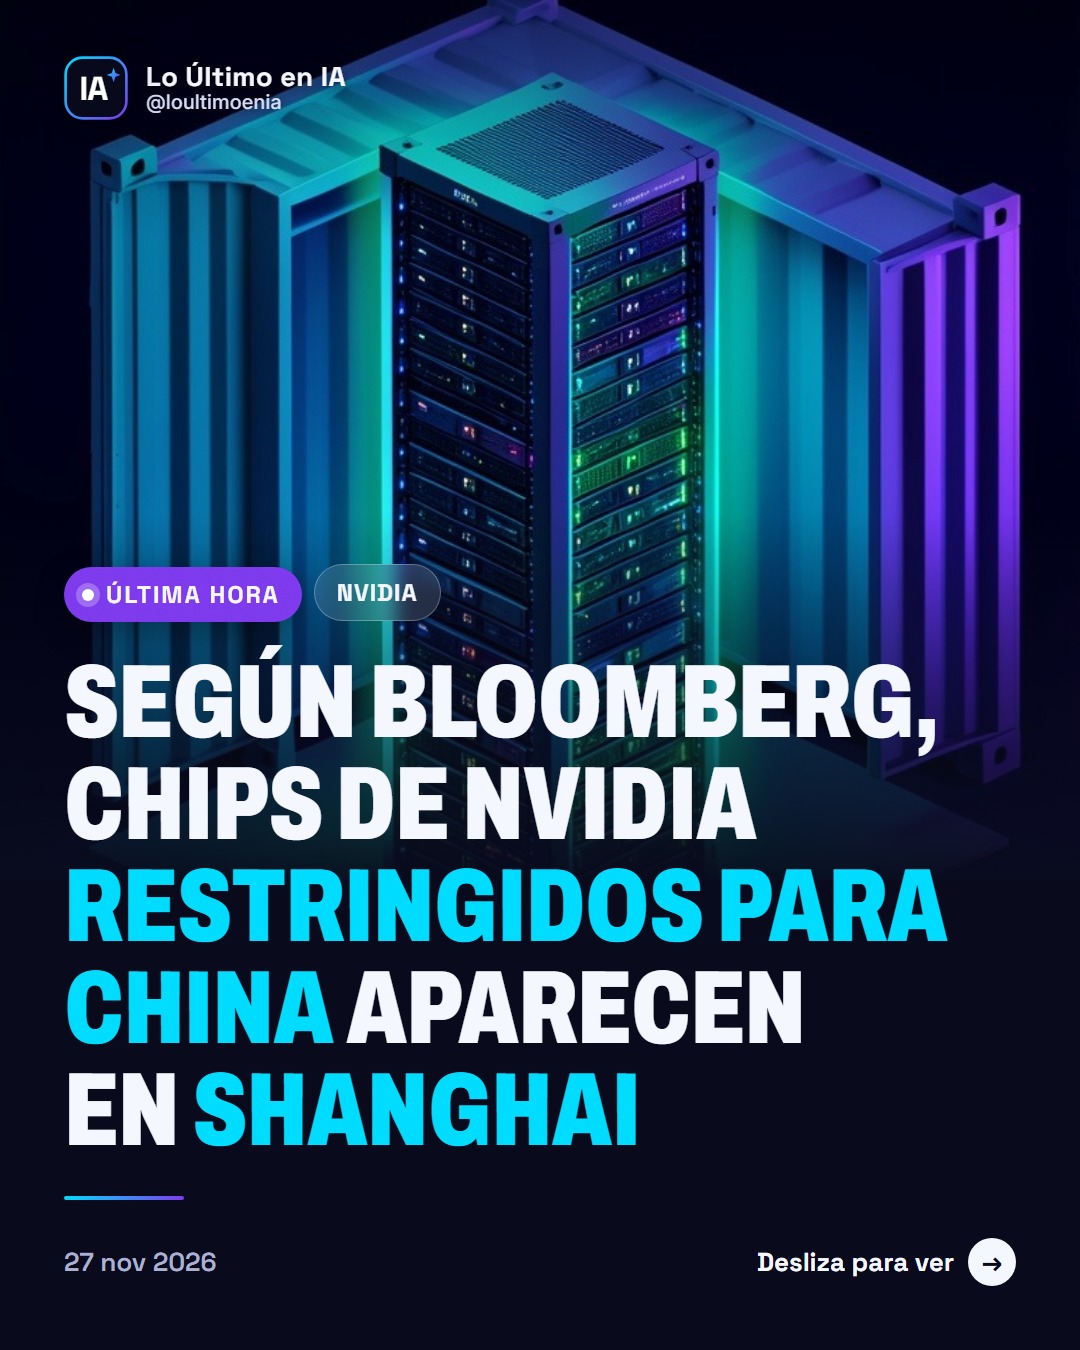 IA
Lo Último en IA
@loultimoenia
ÚLTIMA HORA
NVIDIA
SEGÚN BLOOMBERG,
CHIPS DE NVIDIA
RESTRINGIDOS PARA
CHINA APARECEN
EN SHANGHAI
27 nov 2026
Desliza para ver →